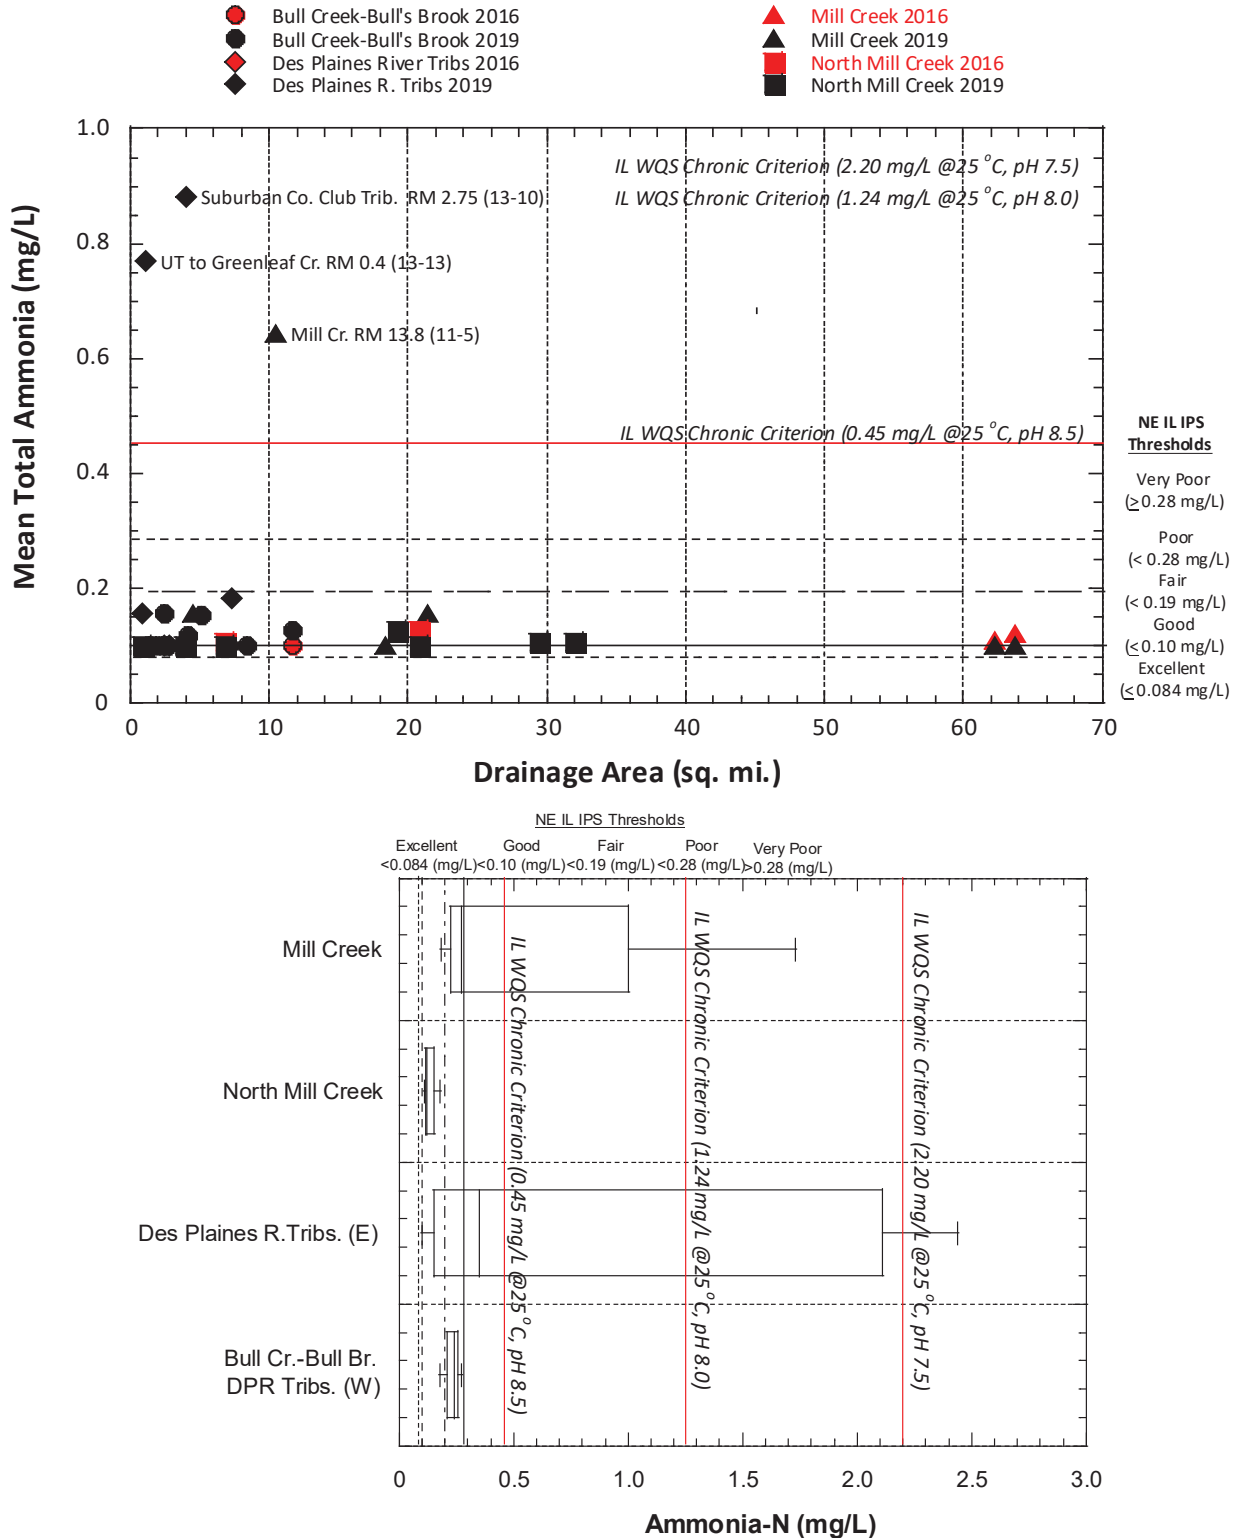 Bull Creek-Bull's Brook 2016
Bull Creek-Bull's Brook 2019
Des Plaines River Tribs 2016
Des Plaines R. Tribs 2019
Mill Creek 2016
Mill Creek 2019
North Mill Creek 2016
North Mill Creek 2019
Mean Total Ammonia (mg/L)
1.0
0.8
0.6
0.4
0.2
0
IL WQS Chronic Criterion (2.20 mg/L @25 °C, pH 7.5)
Suburban Co. Club Trib. RM 2.75 (13-10)
IL WQS Chronic Criterion (1.24 mg/L @25 °C, pH 8.0)
UT to Greenleaf Cr. RM 0.4 (13-13)
Mill Cr. RM 13.8 (11-5)
IL WQS Chronic Criterion (0.45 mg/L @25 °C, pH 8.5)
NE IL IPS
Thresholds
Very Poor
(≥0.28 mg/L)
Poor
(< 0.28 mg/L)
Fair
(< 0.19 mg/L)
Good
(≤0.10 mg/L)
Excellent
(≤0.084 mg/L)
0 10 20 30 40 50 60 70
Drainage Area (sq. mi.)
NE IL IPS Thresholds
Excellent Good Fair Poor Very Poor
<0.084 (mg/L) <0.10 (mg/L) <0.19 (mg/L) <0.28 (mg/L) >0.28 (mg/L)
Mill Creek
North Mill Creek
Des Plaines R.Tribs. (E)
Bull Cr.-Bull Br.
DPR Tribs. (W)
IL WQS Chronic Criterion (0.45 mg/L @25°C, pH 8.5)
IL WQS Chronic Criterion (1.24 mg/L @25°C, pH 8.0)
IL WQS Chronic Criterion (2.20 mg/L @25°C, pH 7.5)
0 0.5 1.0 1.5 2.0 2.5 3.0
Ammonia-N (mg/L)